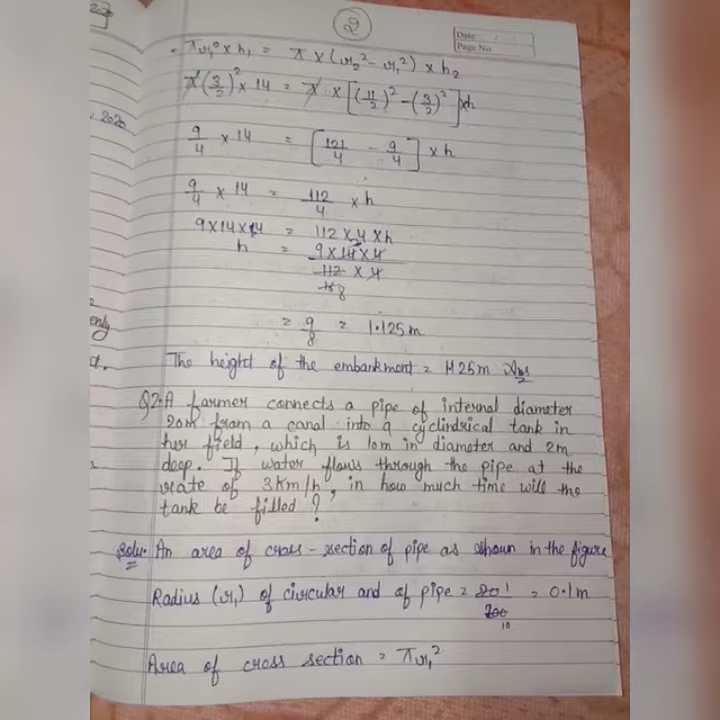 2020
2
Date
Page No.
πr₁² × h₁ = π × (r₂² - r₁²) × h₂
π(3/2)² × 14 = π × [(11/2)² - (3/2)²] × h
2020
9/4 × 14 = [121/4 - 9/4] × h
9/4 × 14 = 112/4 × h
9×14×4 = 112 × 4 × h
h = 9 × 14 × 4 / 112 × 4
= 9/8 = 1.125m
The height of the embankment = 1.125m Ans
Q2. A farmer connects a pipe of internal diameter
20m from a canal into a cyclindrical tank in
her field, which is 10m in diameter and 2m
deep. If water flows through the pipe at the
rate of 3km/h, in how much time will the
tank be filled?
Solu. An area of cross-section of pipe as shown in the figure
Radius (r₁) of circular and of pipe = 20/200 = 0.1m
Area of cross section = πr₁²